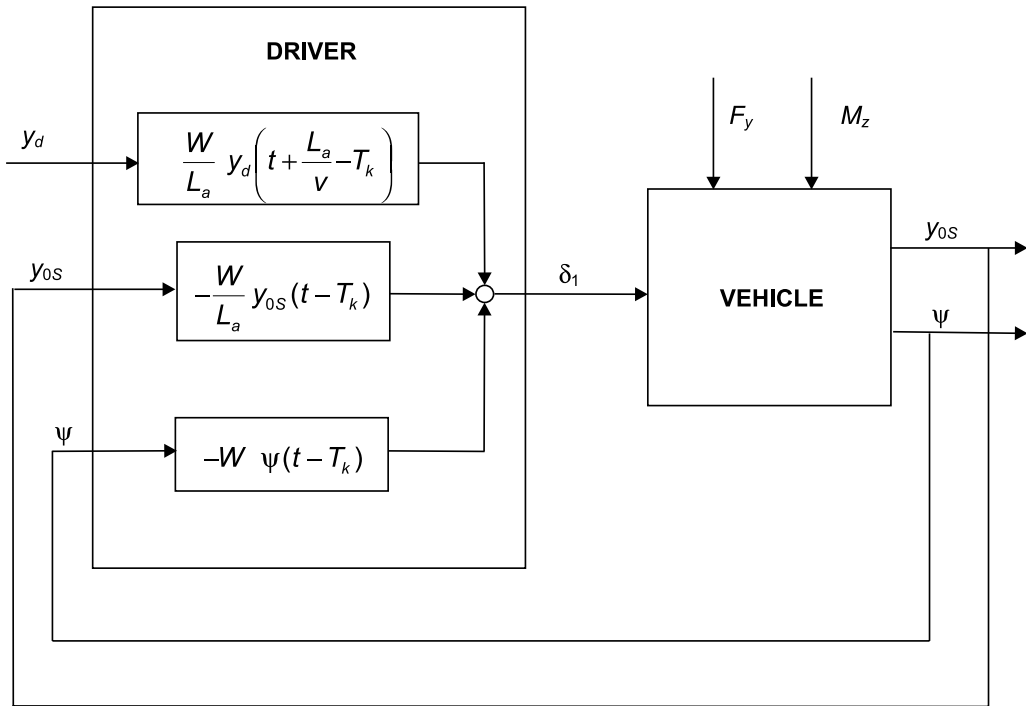 DRIVER
y_d
W/L_a y_d(t + L_a/v − T_k)
F_y
M_z
y_0S
−W/L_a y_0S(t − T_k)
δ_1
VEHICLE
y_0S
ψ
ψ
−W ψ(t − T_k)